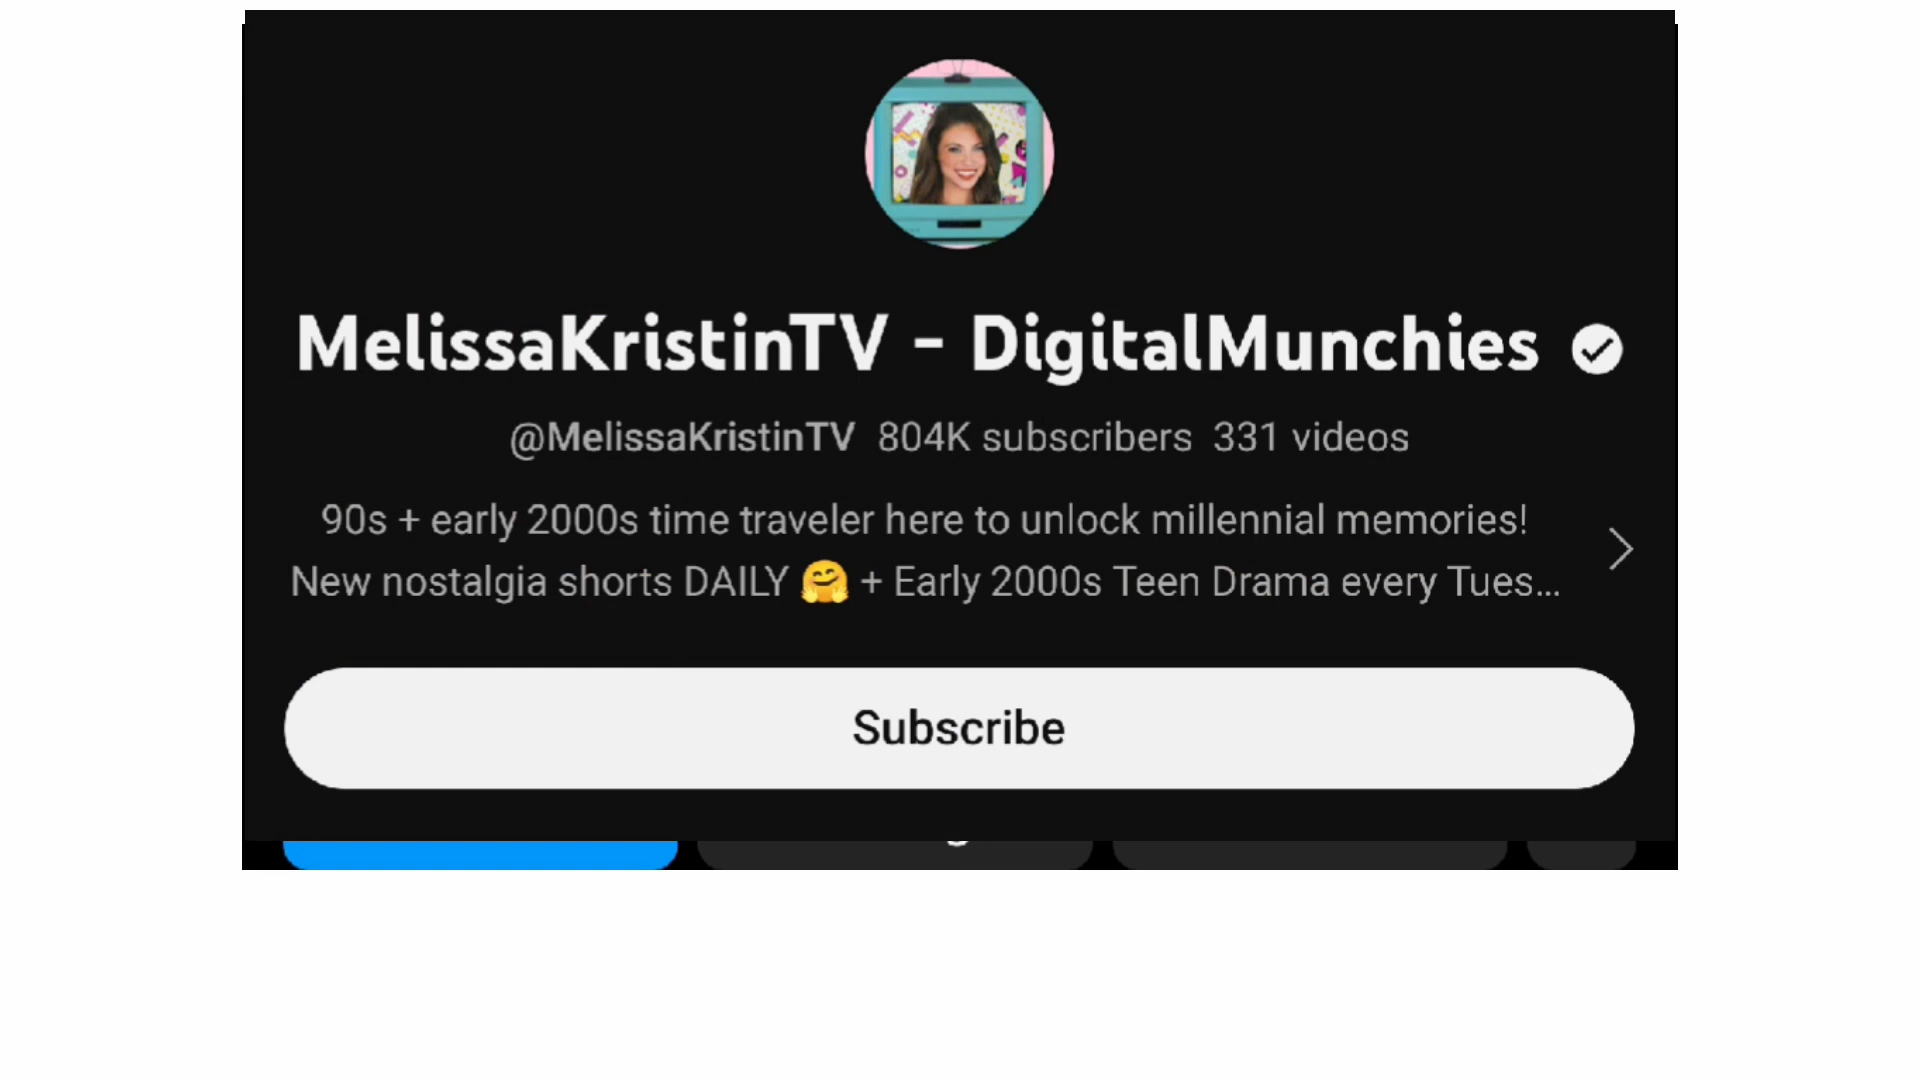 MelissaKristinTV - DigitalMunchies
@MelissaKristinTV 804K subscribers 331 videos
90s + early 2000s time traveler here to unlock millennial memories!
New nostalgia shorts DAILY 🤗 + Early 2000s Teen Drama every Tues...
Subscribe